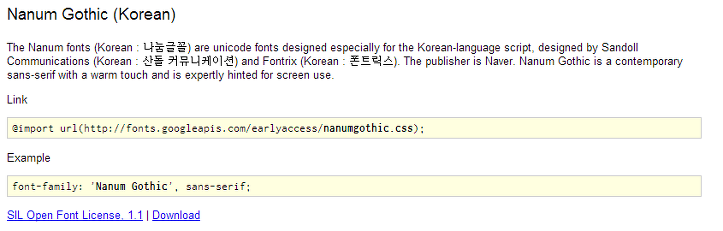 Nanum Gothic (Korean)
The Nanum fonts (Korean : 나눔글꼴) are unicode fonts designed especially for the Korean-language script, designed by Sandoll
Communications (Korean : 산돌 커뮤니케이션) and Fontrix (Korean : 폰트릭스). The publisher is Naver. Nanum Gothic is a contemporary
sans-serif with a warm touch and is expertly hinted for screen use.
Link
@import url(http://fonts.googleapis.com/earlyaccess/nanumgothic.css);
Example
font-family: 'Nanum Gothic', sans-serif;
SIL Open Font License, 1.1 | Download